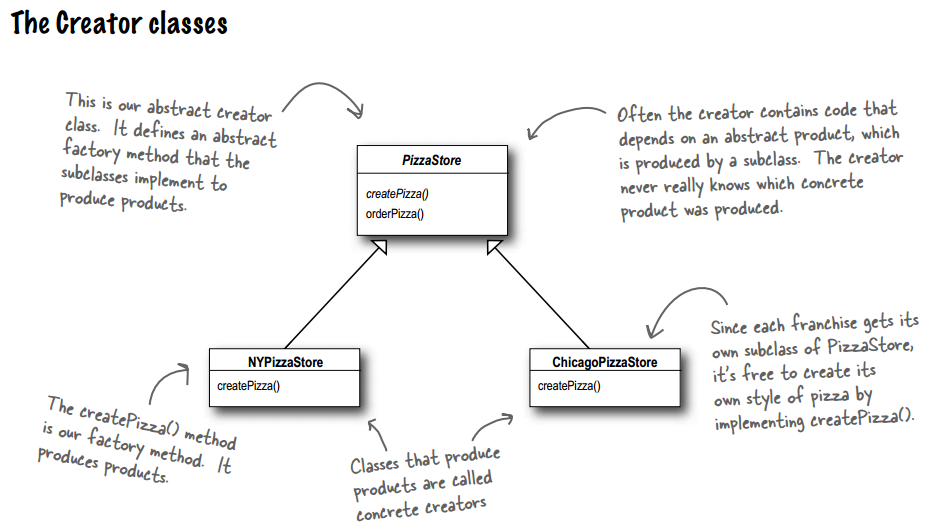 The Creator classes
This is our abstract creator
class. It defines an abstract
factory method that the
subclasses implement to
produce products.
Often the creator contains code that
depends on an abstract product, which
is produced by a subclass. The creator
never really knows which concrete
product was produced.
PizzaStore
createPizza()
orderPizza()
NYPizzaStore
createPizza()
ChicagoPizzaStore
createPizza()
Since each franchise gets its
own subclass of PizzaStore,
it's free to create its
own style of pizza by
implementing createPizza().
The createPizza() method
is our factory method. It
produces products.
Classes that produce
products are called
concrete creators